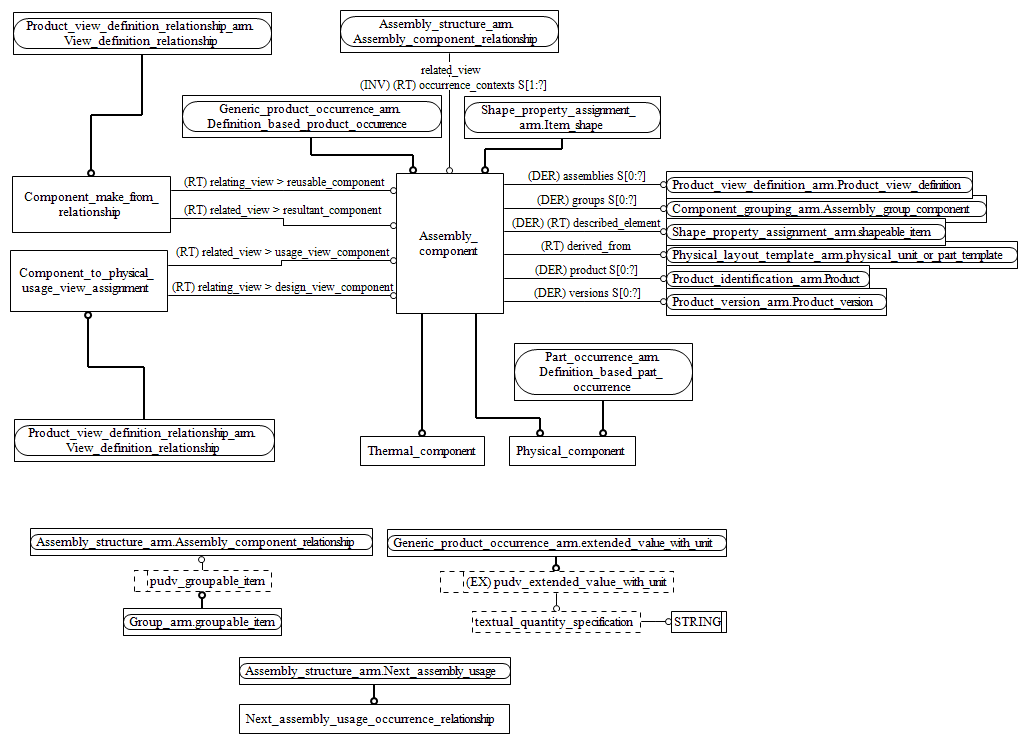 Product_view_definition_relationship_arm.
View_definition_relationship
Assembly_structure_arm.
Assembly_component_relationship
related_view
(INV) (RT) occurrence_contexts S[1:?]
Generic_product_occurrence_arm.
Definition_based_product_occurrence
Shape_property_assignment_
arm.Item_shape
Component_make_from_
relationship
(RT) relating_view > reusable_component
(RT) related_view > resultant_component
Component_to_physical_
usage_view_assignment
(RT) related_view > usage_view_component
(RT) relating_view > design_view_component
Assembly_
component
(DER) assemblies S[0:?]
Product_view_definition_arm.Product_view_definition
(DER) groups S[0:?]
Component_grouping_arm.Assembly_group_component
(DER) (RT) described_element
Shape_property_assignment_arm.shapeable_item
(RT) derived_from
Physical_layout_template_arm.physical_unit_or_part_template
(DER) product S[0:?]
Product_identification_arm.Product
(DER) versions S[0:?]
Product_version_arm.Product_version
Part_occurrence_arm.
Definition_based_part_
occurrence
Product_view_definition_relationship_arm.
View_definition_relationship
Thermal_component
Physical_component
Assembly_structure_arm.Assembly_component_relationship
pudv_groupable_item
Group_arm.groupable_item
Generic_product_occurrence_arm.extended_value_with_unit
(EX) pudv_extended_value_with_unit
textual_quantity_specification
STRING
Assembly_structure_arm.Next_assembly_usage
Next_assembly_usage_occurrence_relationship